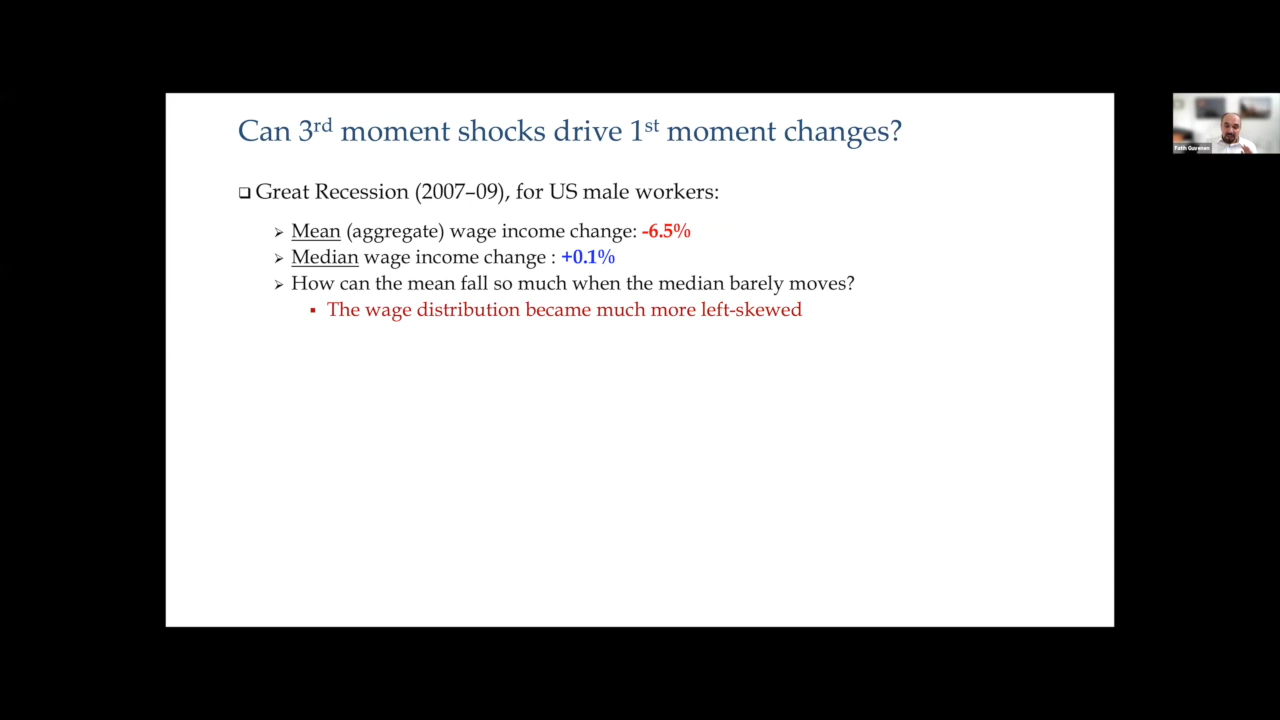 Can 3rd moment shocks drive 1st moment changes?
❑ Great Recession (2007–09), for US male workers:
➢ Mean (aggregate) wage income change: -6.5%
➢ Median wage income change : +0.1%
➢ How can the mean fall so much when the median barely moves?
▪ The wage distribution became much more left-skewed
Fatih Guvenen